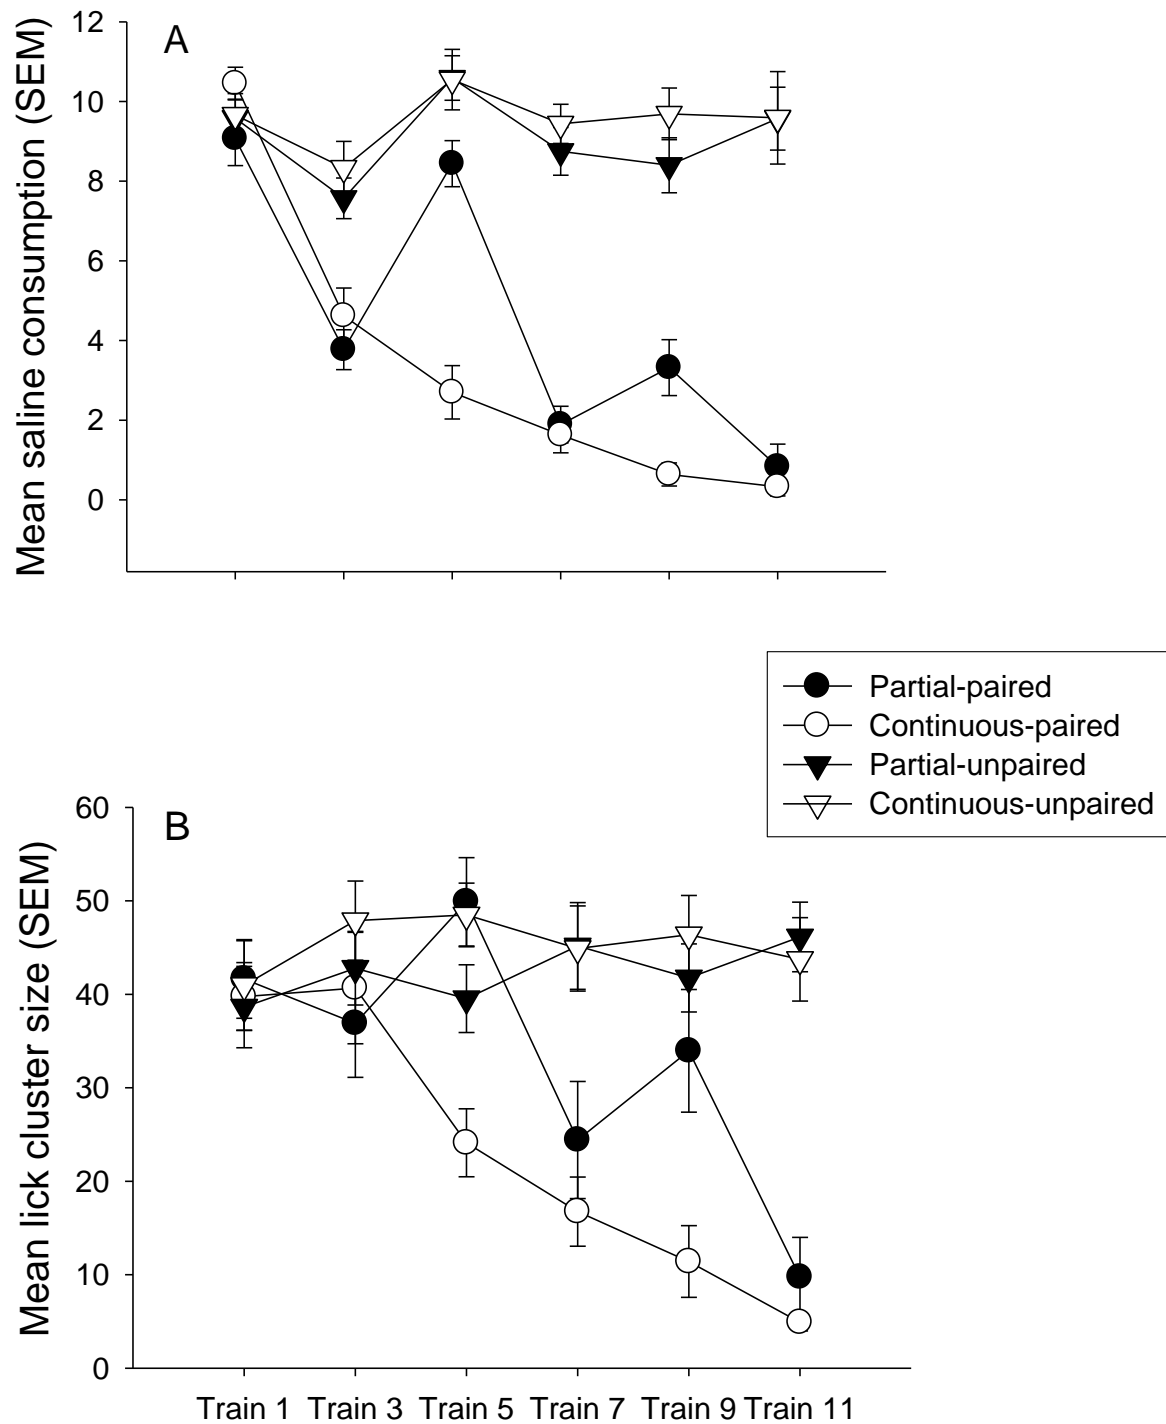 A
Mean saline consumption (SEM)
12
10
8
6
4
2
0
Partial-paired
Continuous-paired
Partial-unpaired
Continuous-unpaired
B
Mean lick cluster size (SEM)
60
50
40
30
20
10
0
Train 1 Train 3 Train 5 Train 7 Train 9 Train 11